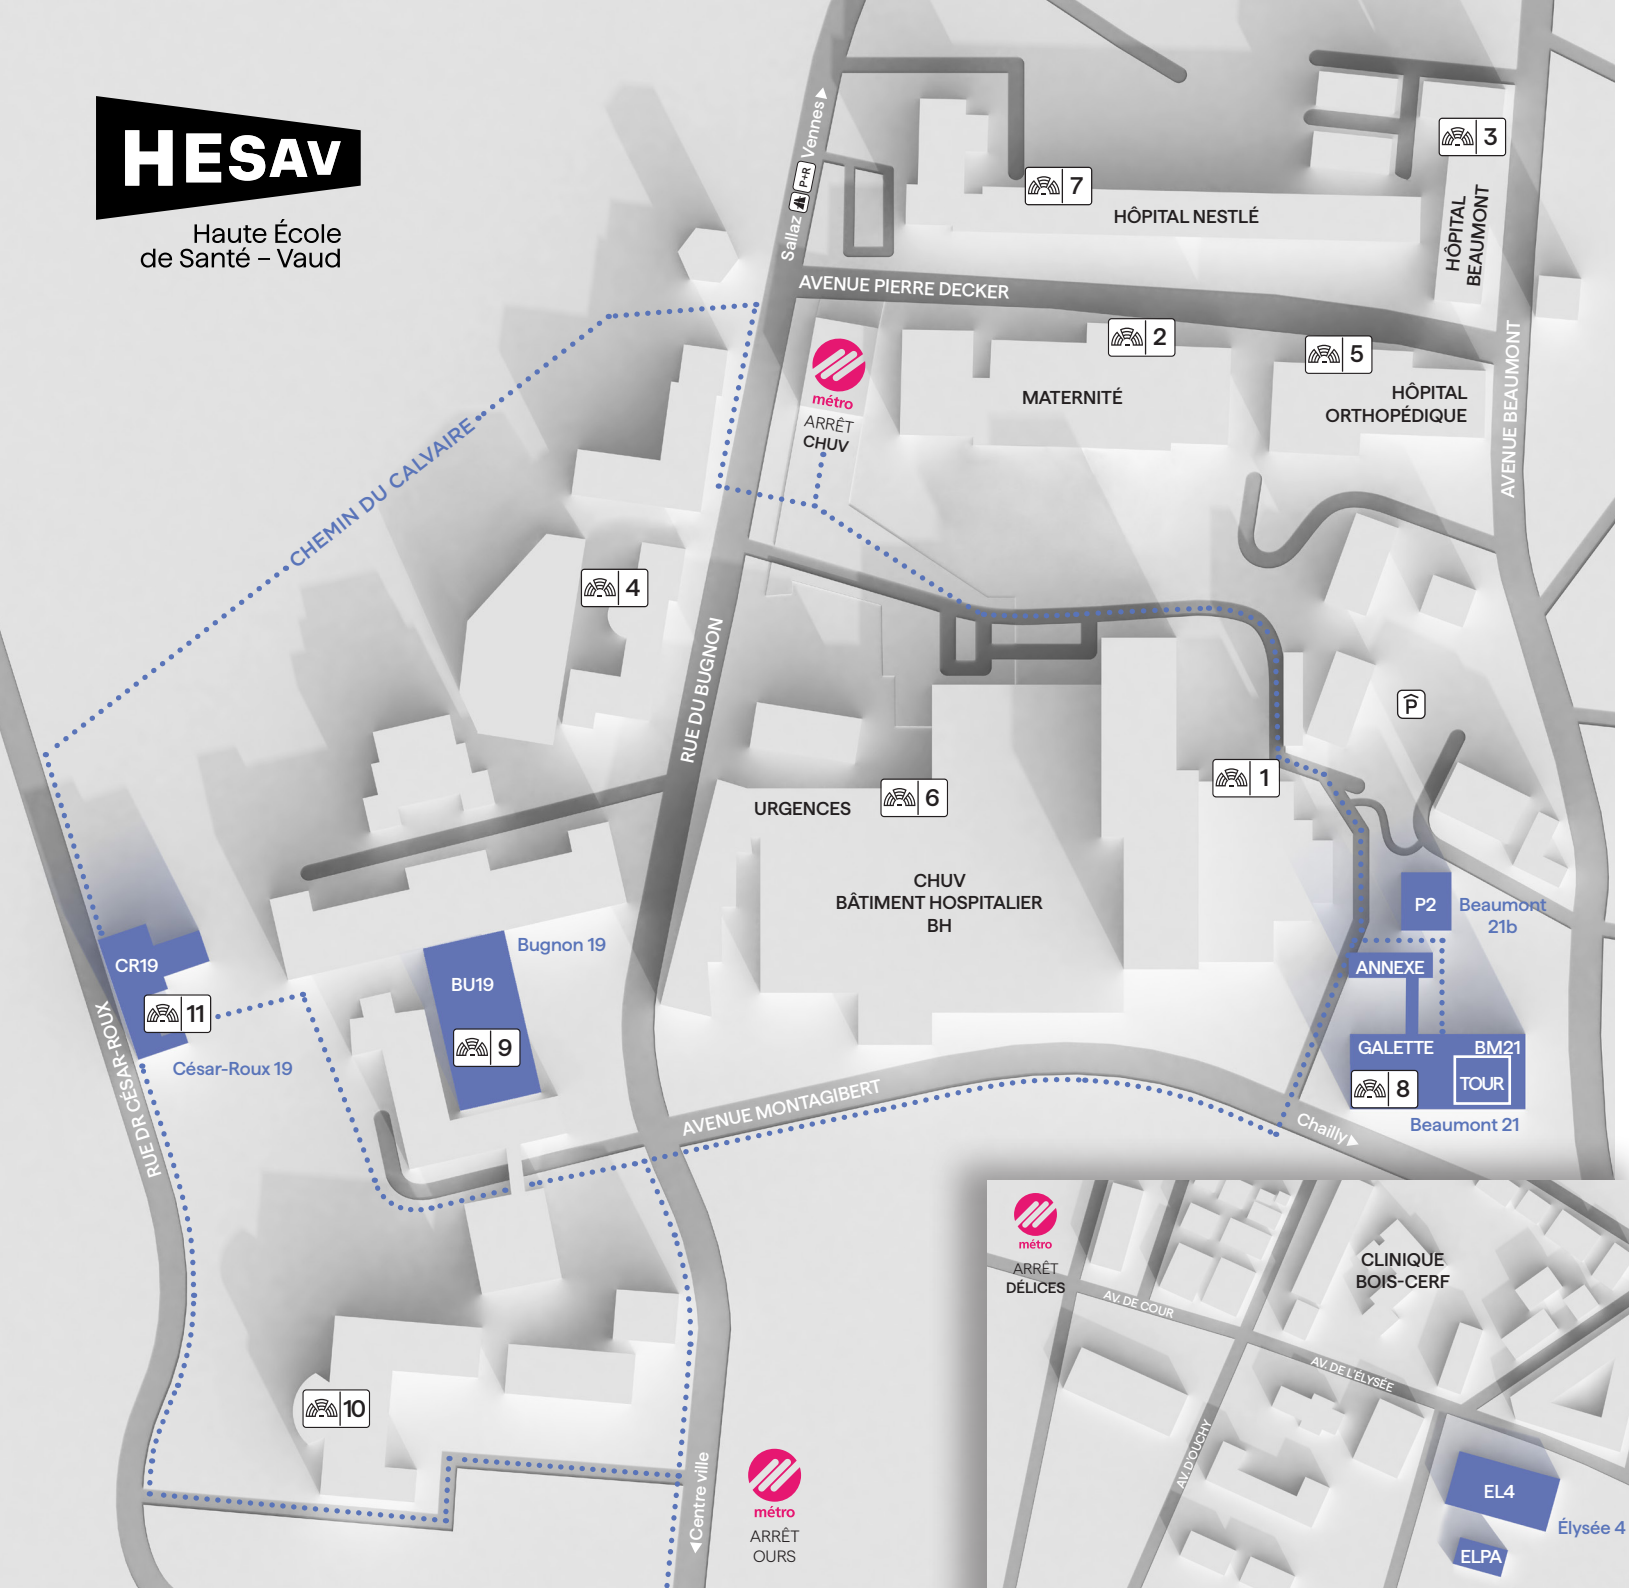 HESAV
Haute École
de Santé – Vaud
Sallaz P+R Vennes
7
HÔPITAL NESTLÉ
3
HÔPITAL
BEAUMONT
AVENUE PIERRE DECKER
métro
ARRÊT
CHUV
2
MATERNITÉ
5
HÔPITAL
ORTHOPÉDIQUE
AVENUE BEAUMONT
CHEMIN DU CALVAIRE
4
RUE DU BUGNON
P
1
URGENCES
6
CHUV
BÂTIMENT HOSPITALIER
BH
P2
Beaumont
21b
ANNEXE
GALETTE
BM21
8
TOUR
Beaumont 21
Chailly
CR19
11
César-Roux 19
RUE DR CÉSAR-ROUX
Bugnon 19
BU19
9
AVENUE MONTAGIBERT
10
Centre ville
métro
ARRÊT
OURS
métro
ARRÊT
DÉLICES
AV. DE COUR
CLINIQUE
BOIS-CERF
AV. DE L'ÉLYSÉE
AV. D'OUCHY
EL4
Élysée 4
ELPA